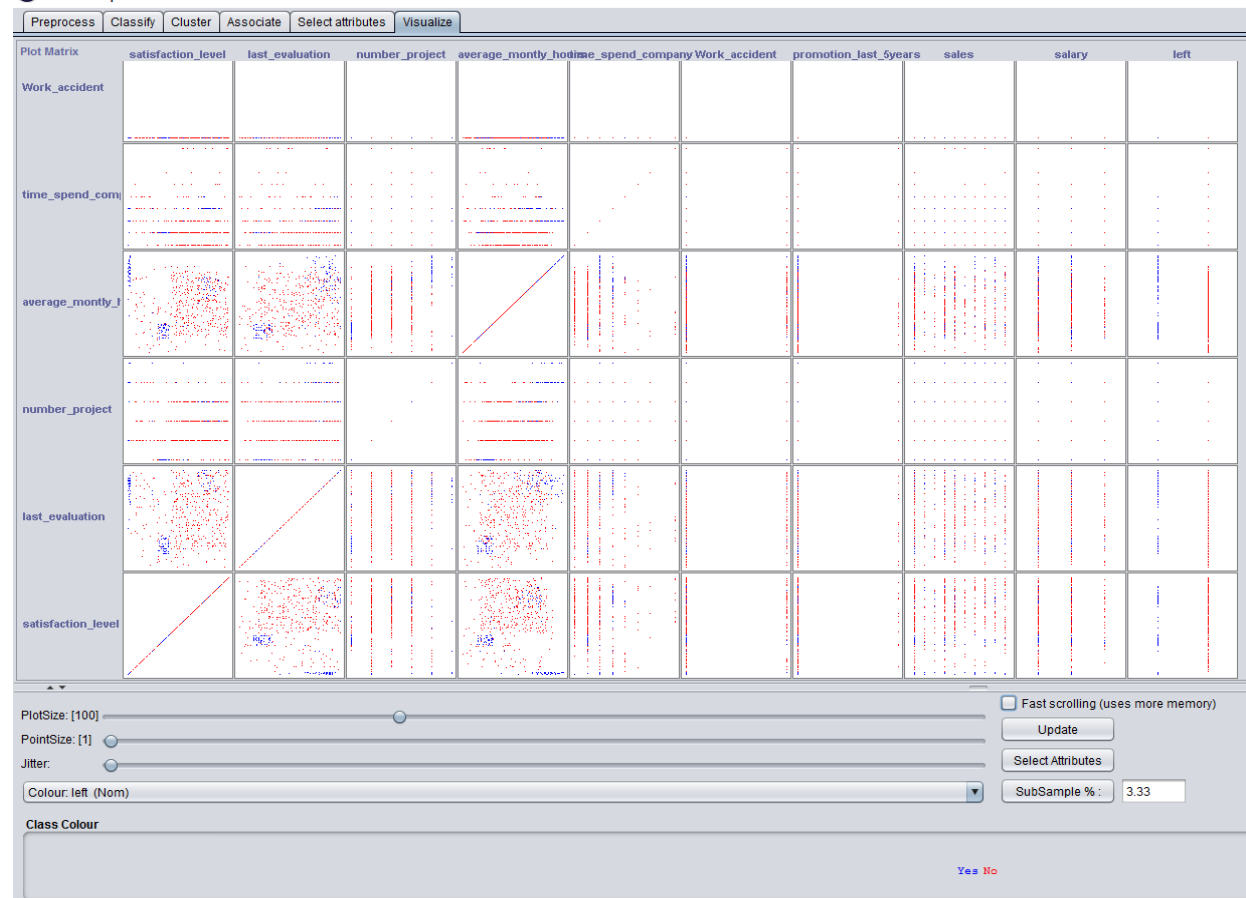 Preprocess Classify Cluster Associate Select attributes Visualize
Plot Matrix satisfaction_level last_evaluation number_project average_montly_hours time_spend_company Work_accident promotion_last_5years sales salary left
Work_accident
time_spend_comp
average_montly_h
number_project
last_evaluation
satisfaction_level
PlotSize: [100]
Fast scrolling (uses more memory)
Update
PointSize: [1]
Jitter:
Select Attributes
Colour: left (Nom)
SubSample % : 3.33
Class Colour
Yes No